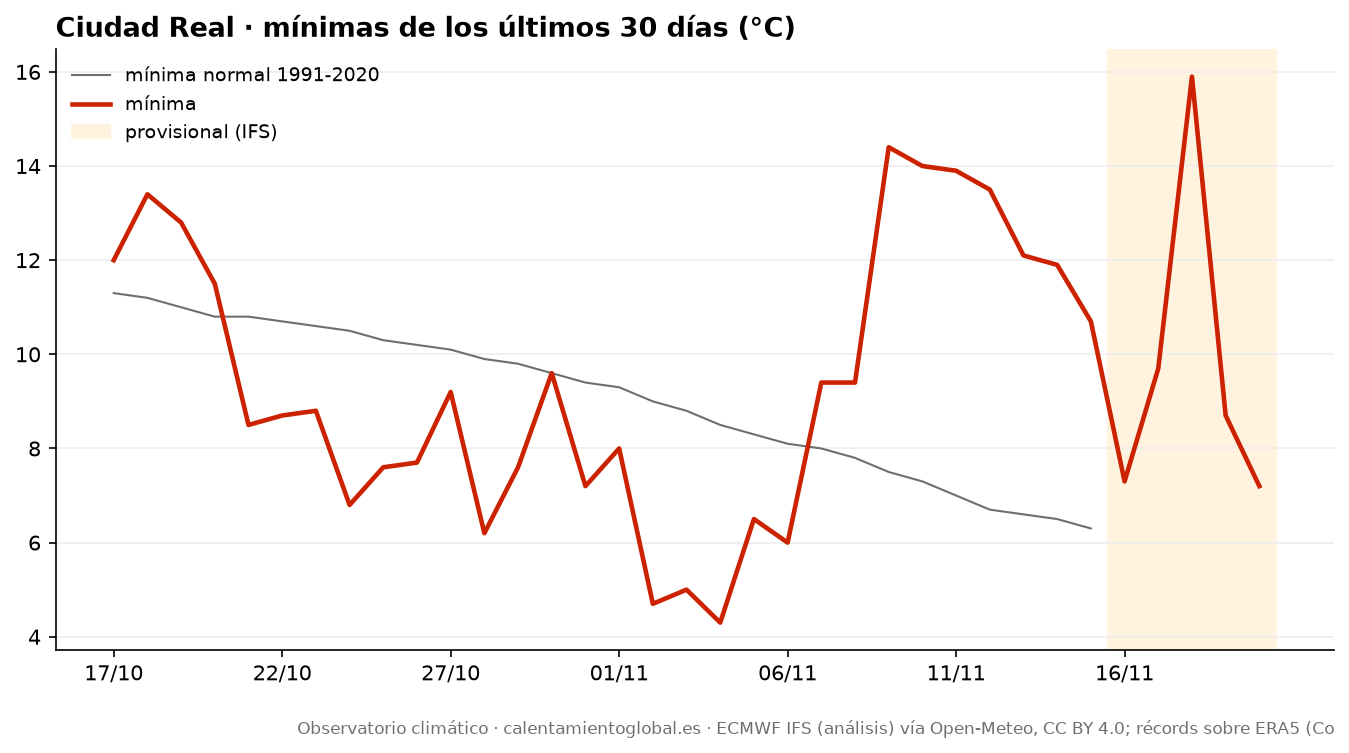 Ciudad Real · mínimas de los últimos 30 días (°C)
mínima normal 1991-2020
mínima
provisional (IFS)
16
14
12
10
8
6
4
17/10 22/10 27/10 01/11 06/11 11/11 16/11
Observatorio climático · calentamientoglobal.es · ECMWF IFS (análisis) vía Open-Meteo, CC BY 4.0; récords sobre ERA5 (Co